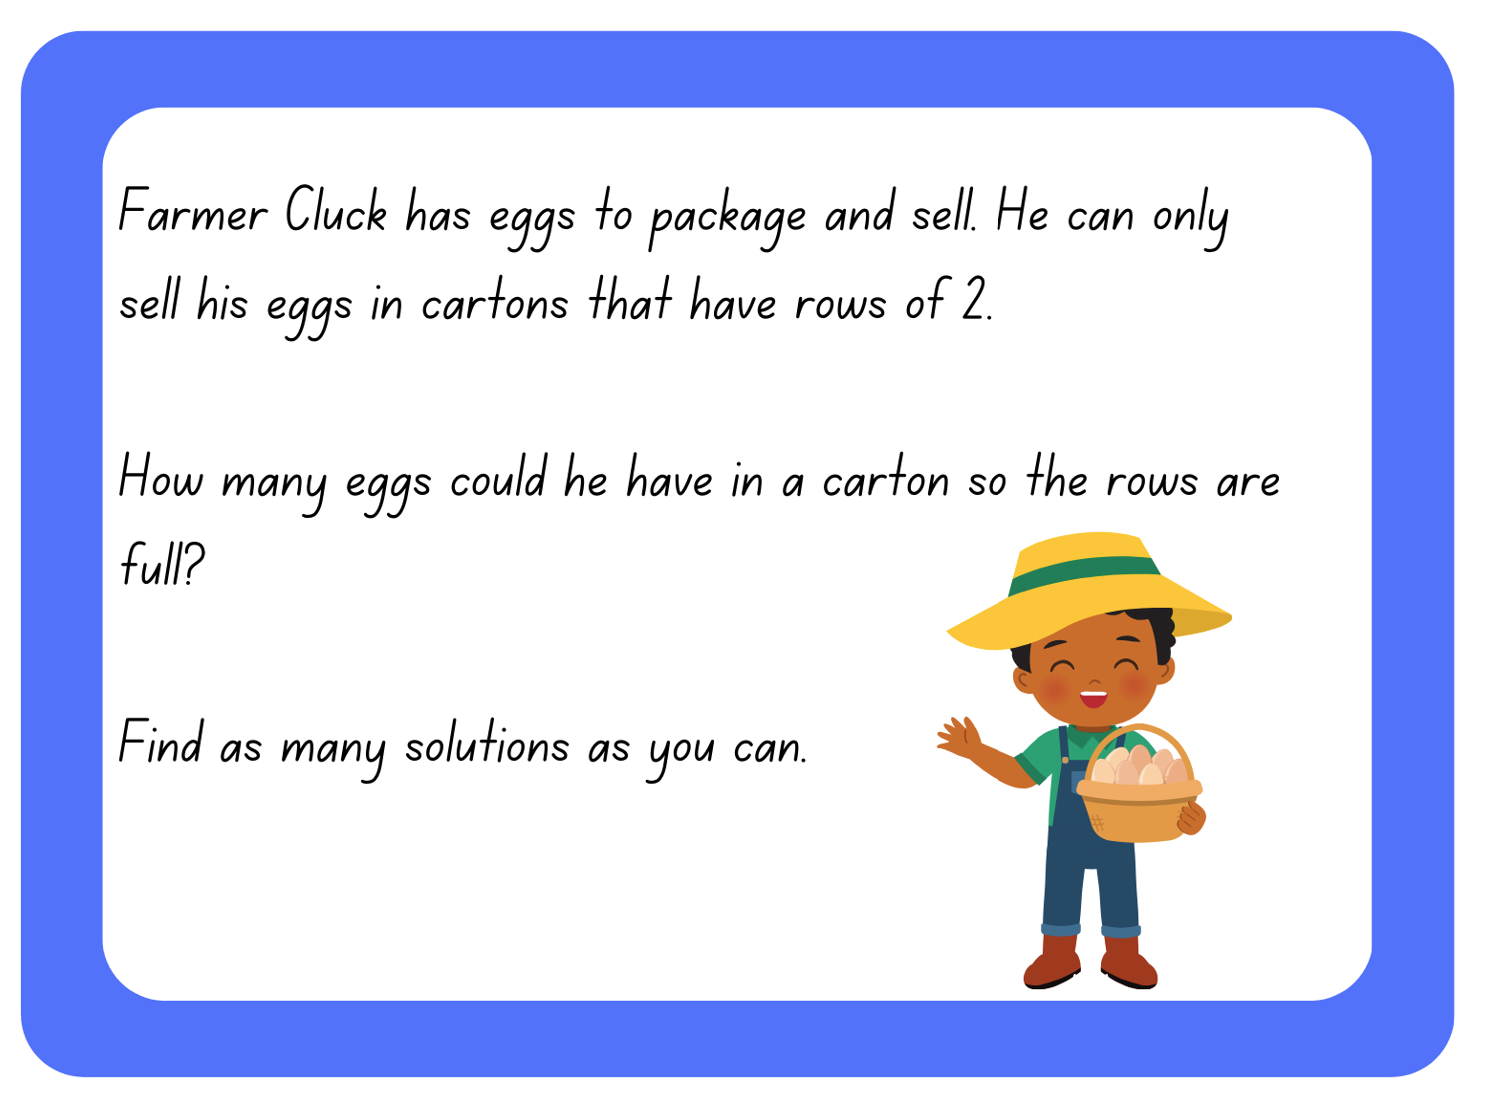 Farmer Cluck has eggs to package and sell. He can only
sell his eggs in cartons that have rows of 2.
How many eggs could he have in a carton so the rows are
full?
Find as many solutions as you can.